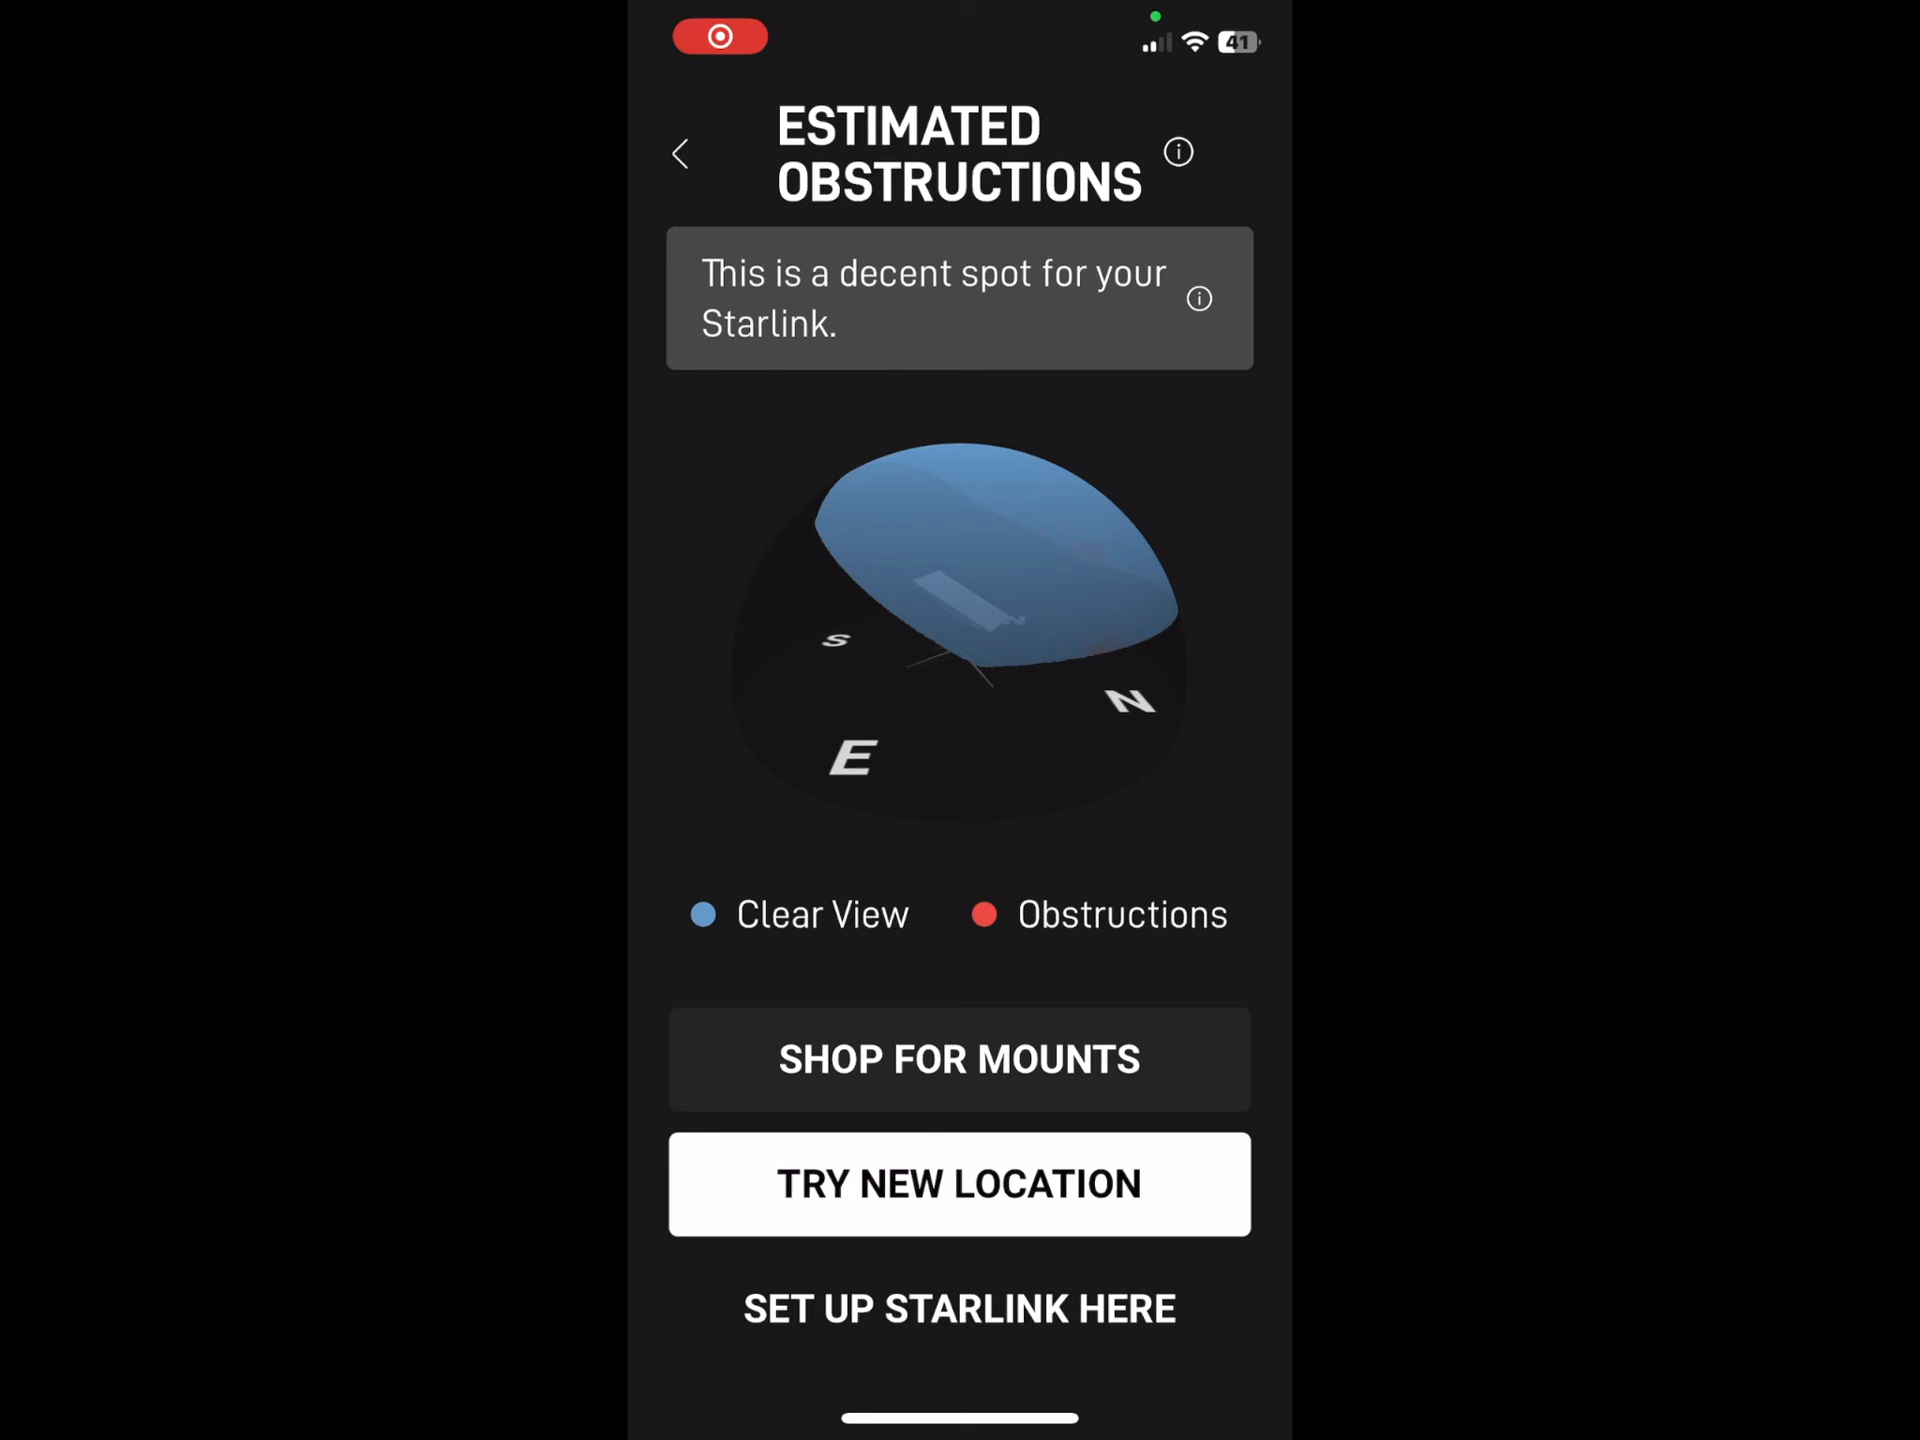 41
ESTIMATED
OBSTRUCTIONS
This is a decent spot for your
Starlink.
S
N
E
Clear View
Obstructions
SHOP FOR MOUNTS
TRY NEW LOCATION
SET UP STARLINK HERE